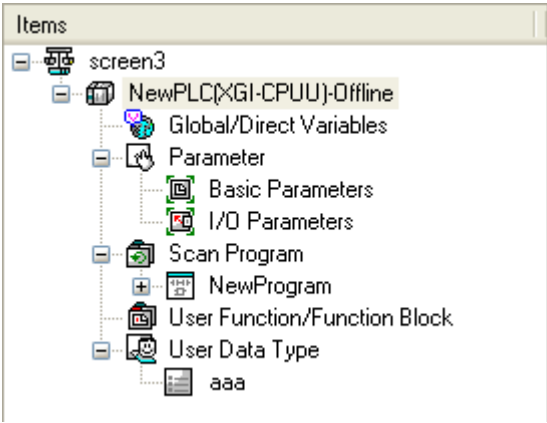 Items
screen3
NewPLC(XGI-CPUU)-Offline
Global/Direct Variables
Parameter
Basic Parameters
I/O Parameters
Scan Program
NewProgram
User Function/Function Block
User Data Type
aaa